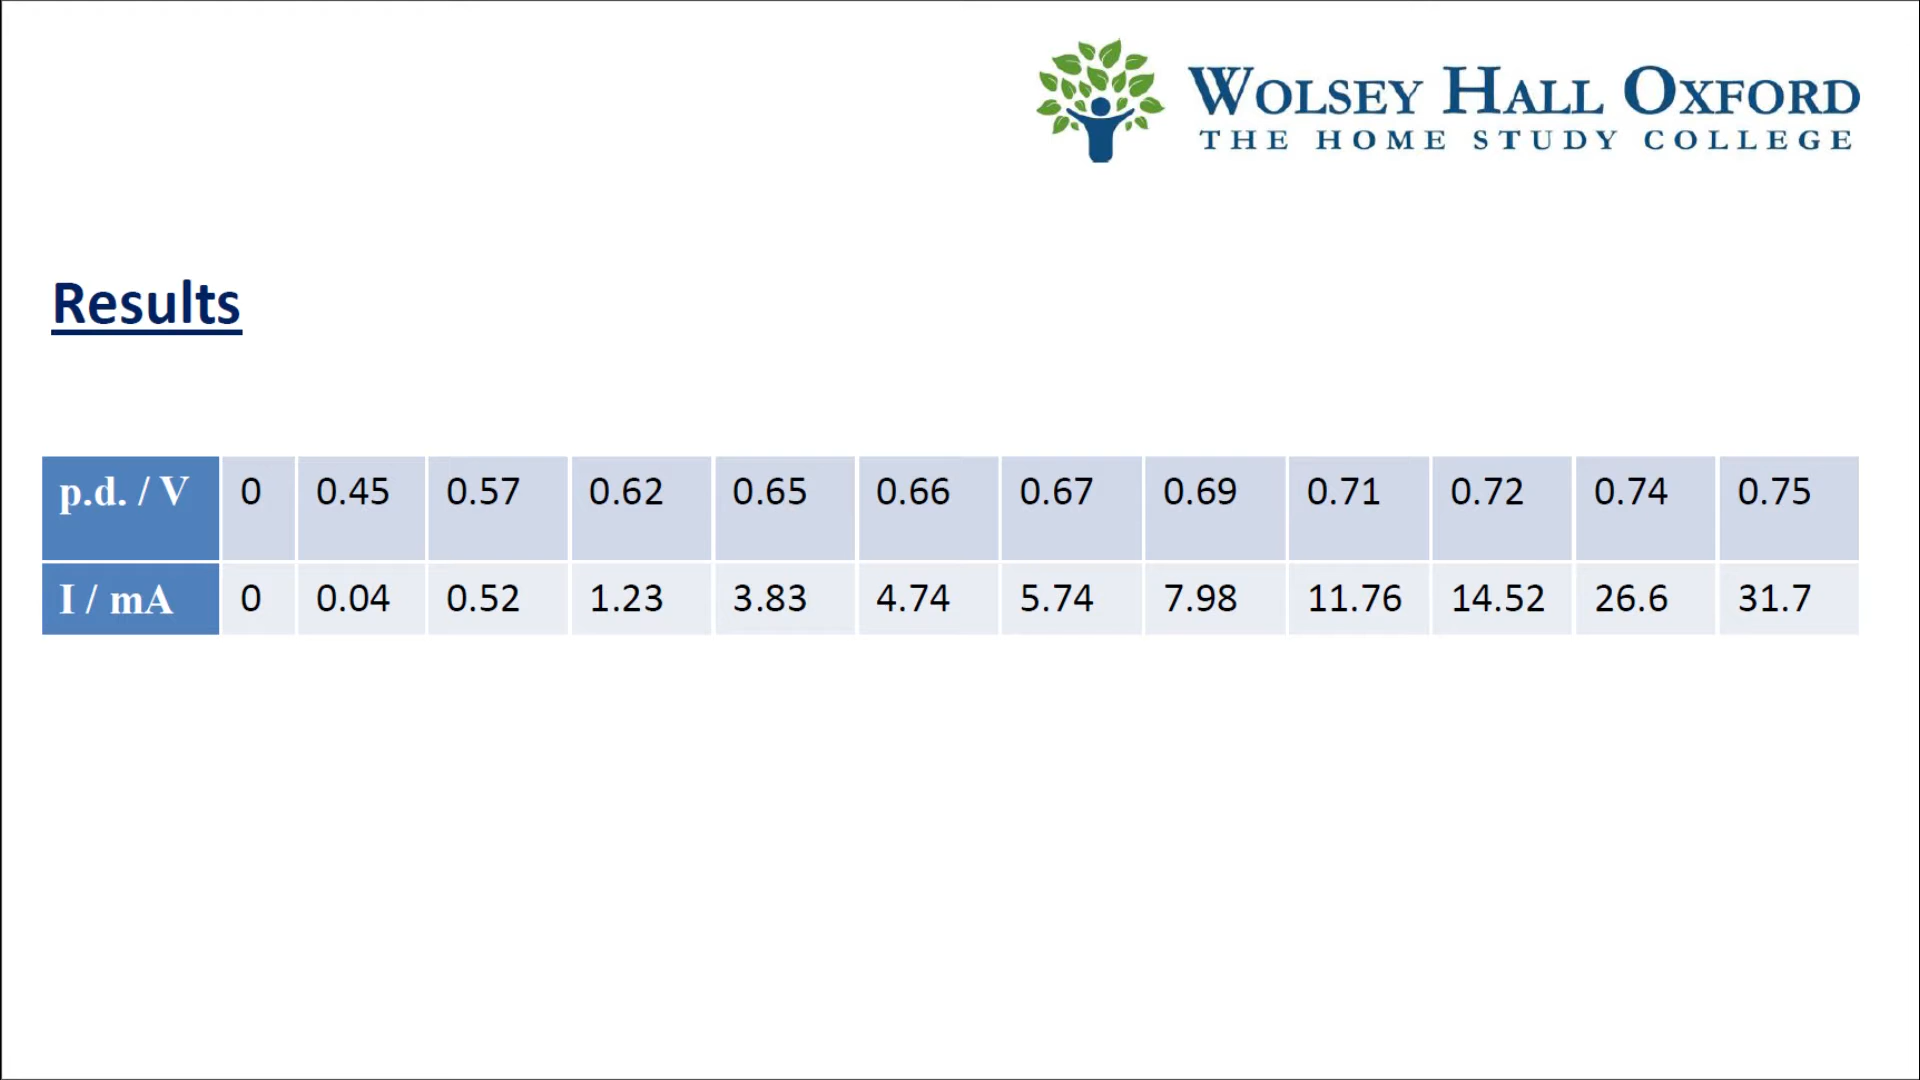 WOLSEY HALL OXFORD
THE HOME STUDY COLLEGE
Results
p.d. / V 0 0.45 0.57 0.62 0.65 0.66 0.67 0.69 0.71 0.72 0.74 0.75
I / mA 0 0.04 0.52 1.23 3.83 4.74 5.74 7.98 11.76 14.52 26.6 31.7